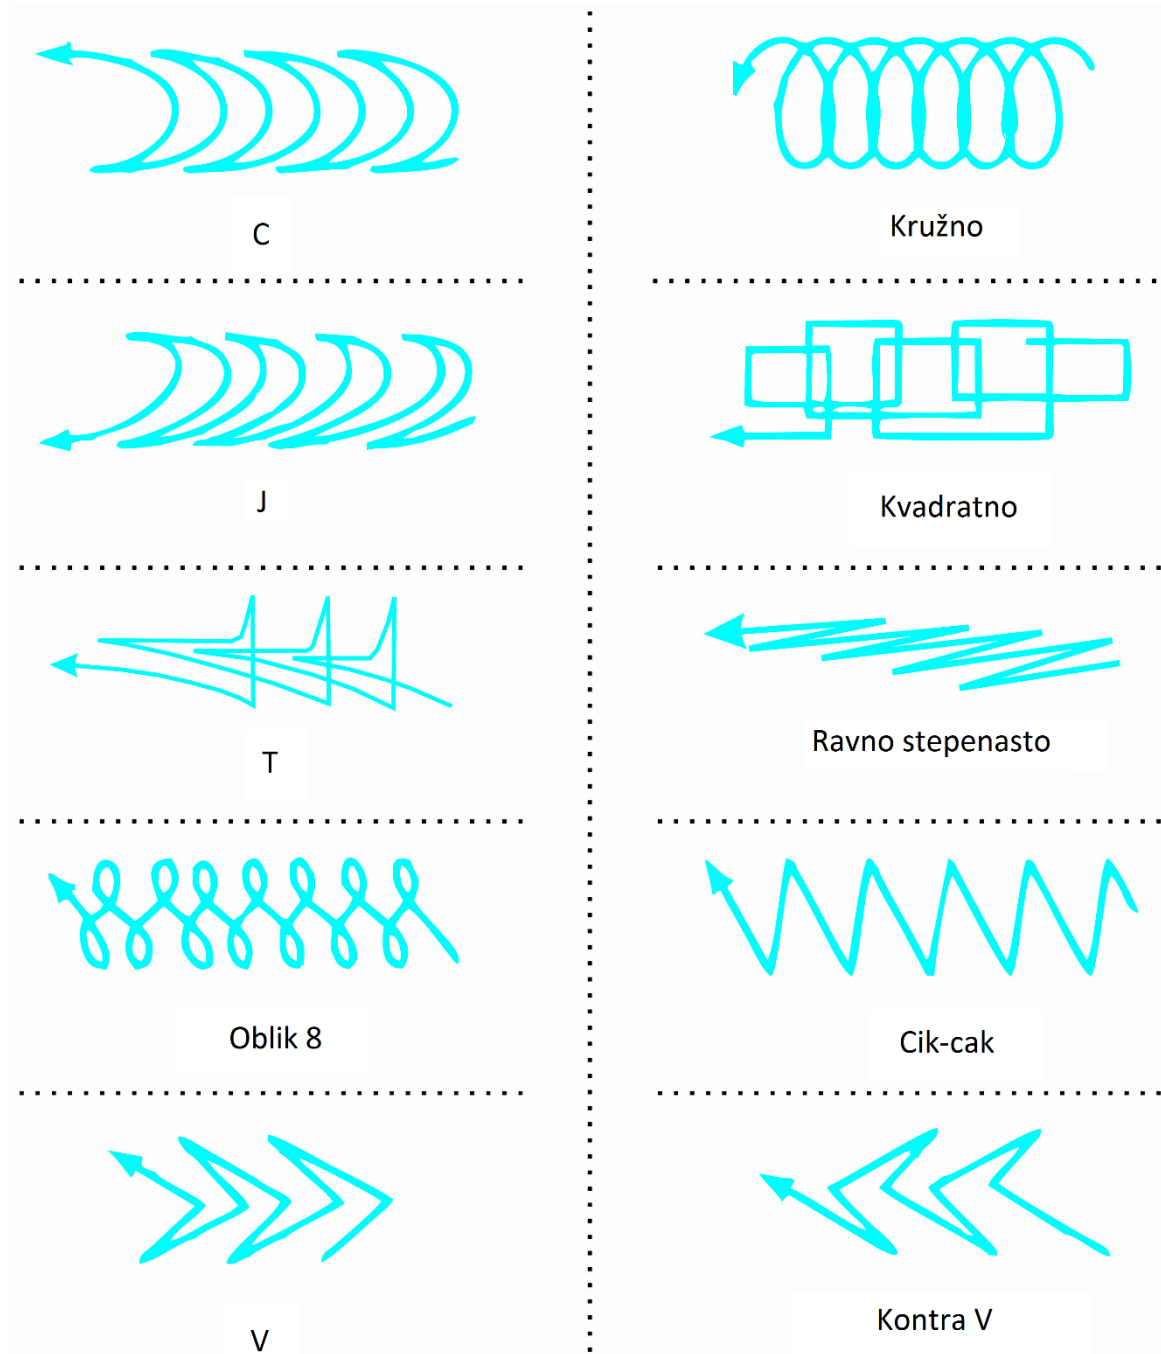 C
Kružno
J
Kvadratno
T
Ravno stepenasto
Oblik 8
Cik-cak
V
Kontra V